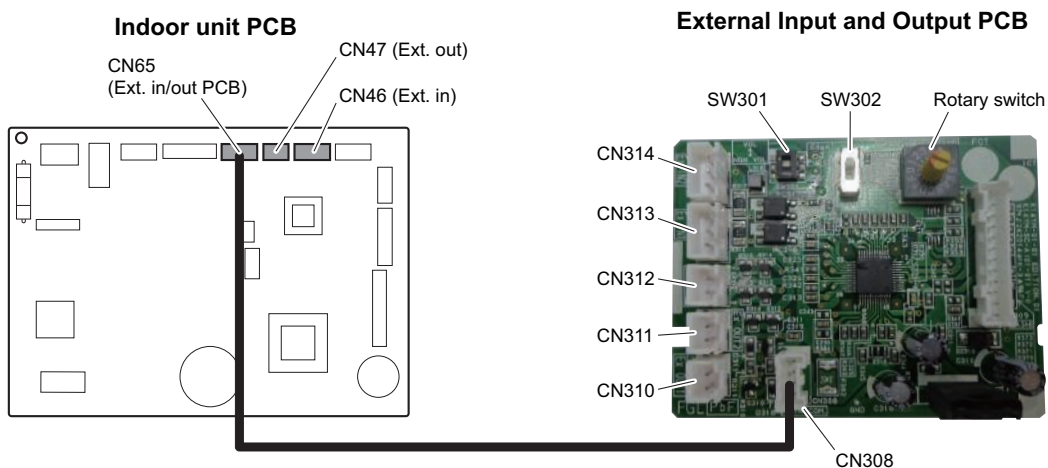 Indoor unit PCB
External Input and Output PCB
CN65
(Ext. in/out PCB)
CN47 (Ext. out)
CN46 (Ext. in)
SW301
SW302
Rotary switch
CN314
CN313
CN312
CN311
CN310
CN308